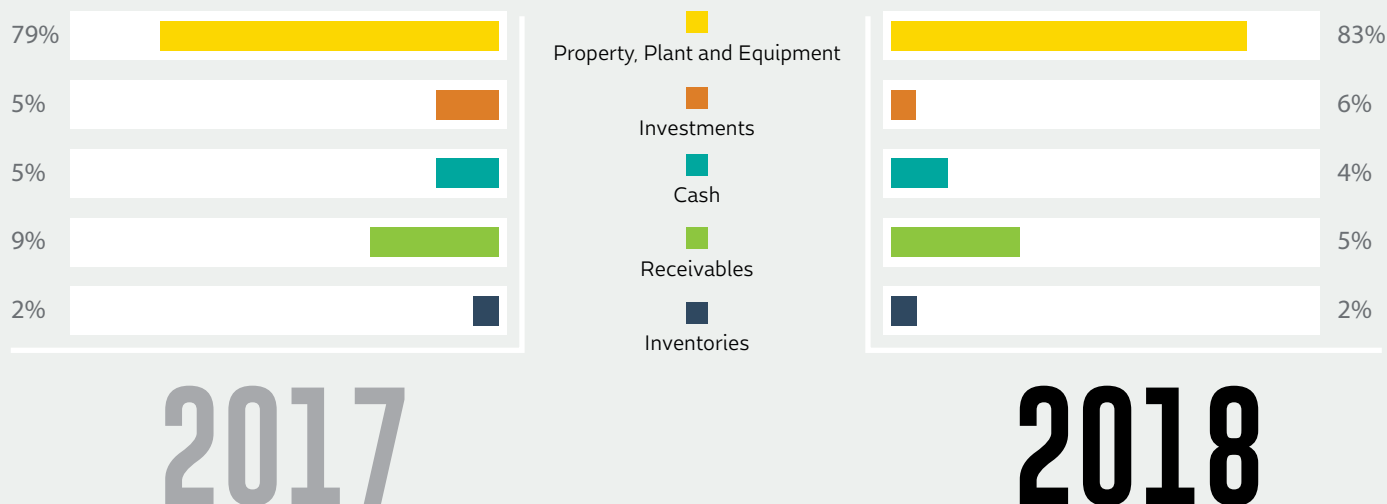 79%
Property, Plant and Equipment
83%
5%
Investments
6%
5%
Cash
4%
9%
Receivables
5%
2%
Inventories
2%
2017
2018